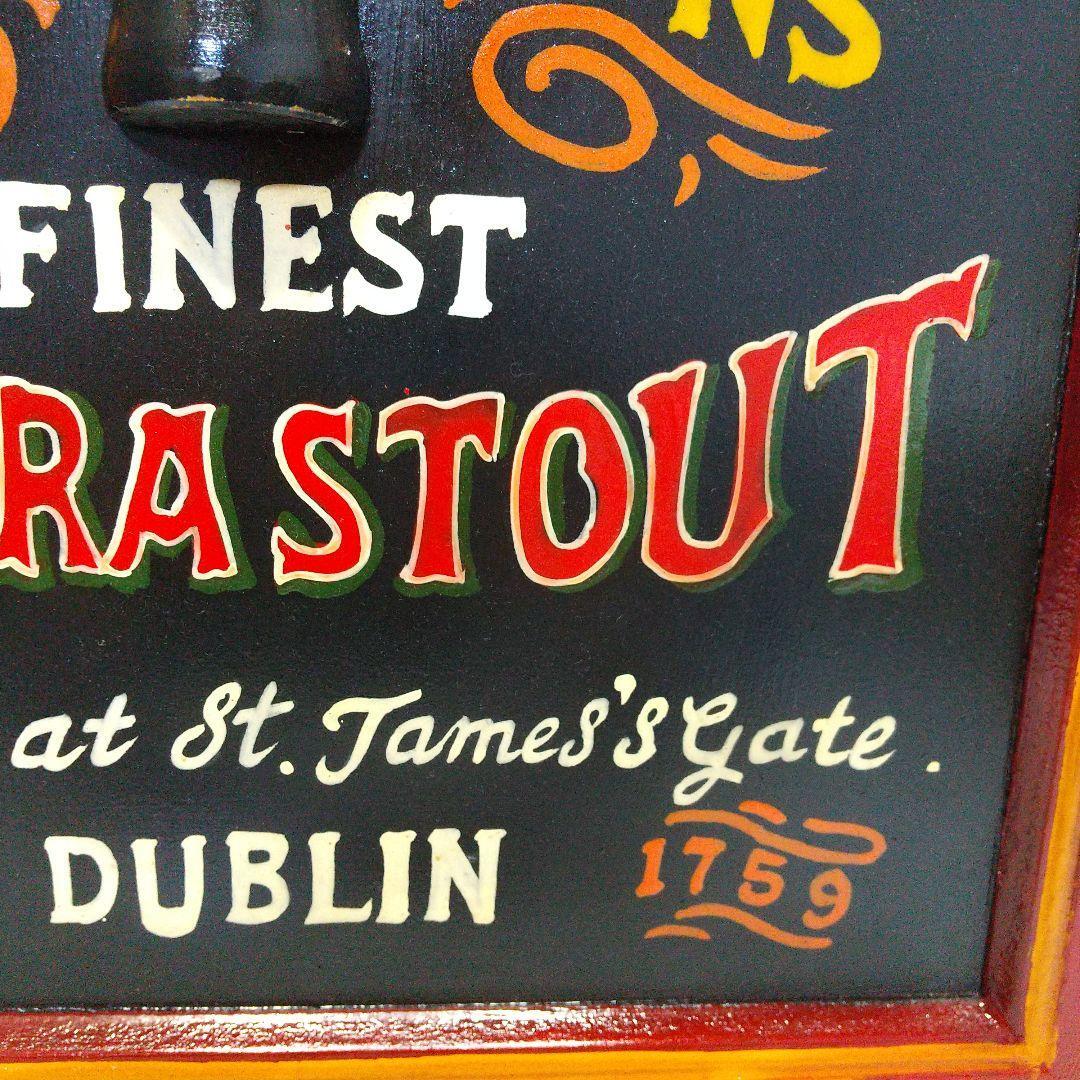 NS
FINEST
RA STOUT
at St. James's Gate.
DUBLIN 1759